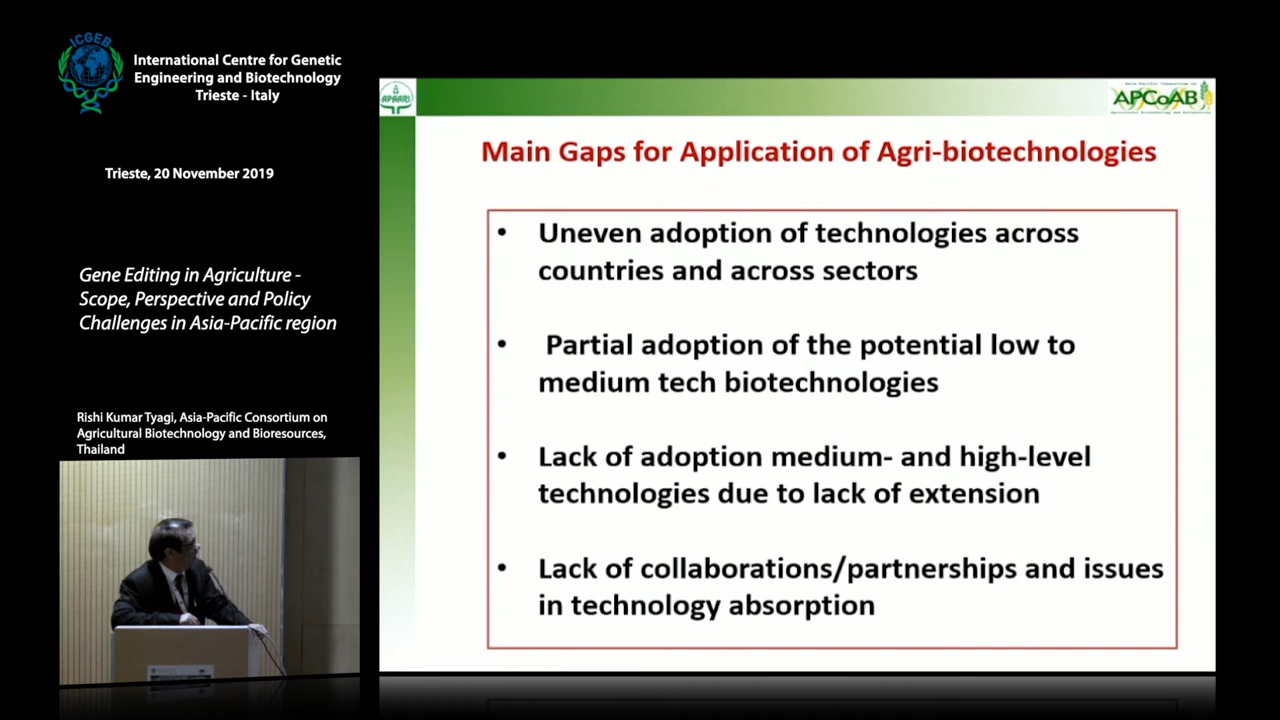 ICGEB
International Centre for Genetic
Engineering and Biotechnology
Trieste - Italy
Trieste, 20 November 2019
Gene Editing in Agriculture -
Scope, Perspective and Policy
Challenges in Asia-Pacific region
Rishi Kumar Tyagi, Asia-Pacific Consortium on
Agricultural Biotechnology and Bioresources,
Thailand
APAARI
APCoAB
Main Gaps for Application of Agri-biotechnologies
• Uneven adoption of technologies across
countries and across sectors
• Partial adoption of the potential low to
medium tech biotechnologies
• Lack of adoption medium- and high-level
technologies due to lack of extension
• Lack of collaborations/partnerships and issues
in technology absorption